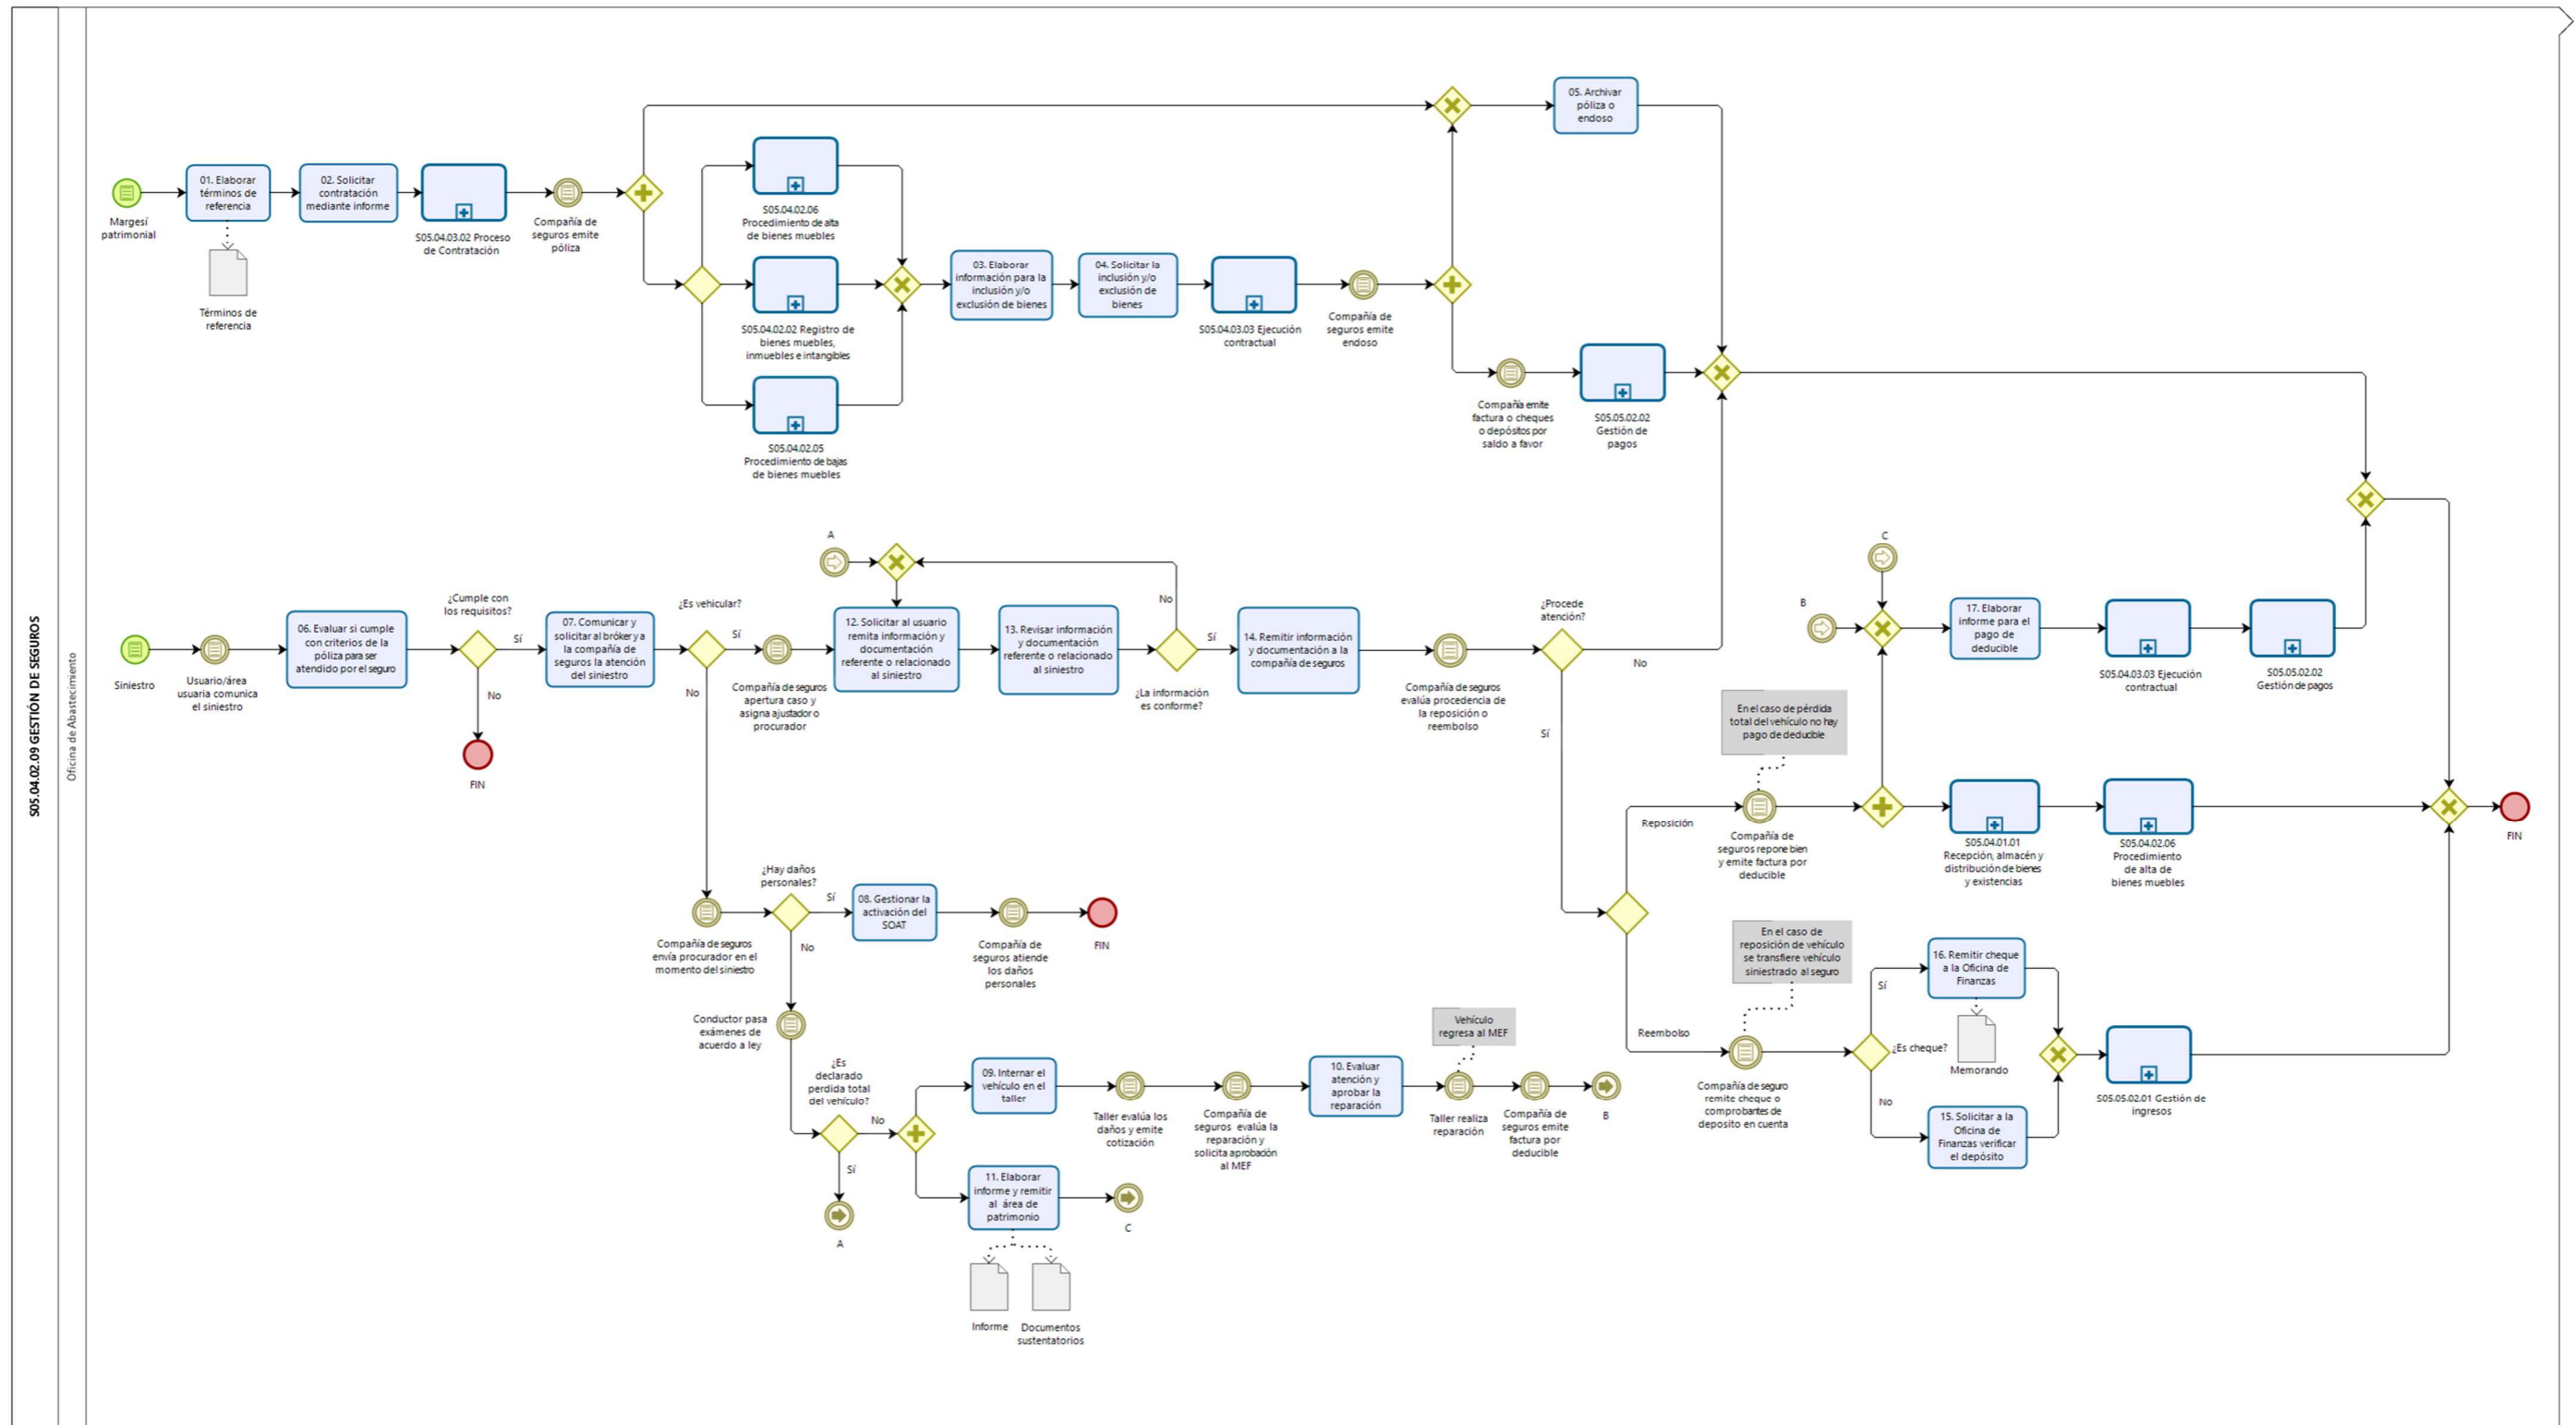 S05.04.02.09 GESTIÓN DE SEGUROS
Oficina de Abastecimiento
Margesí
patrimonial
01. Elaborar
términos de
referencia
Términos de
referencia
02. Solicitar
contratación
mediante informe
S05.04.03.02 Proceso
de Contratación
Compañía de
seguros emite
póliza
S05.04.02.06
Procedimiento de alta
de bienes muebles
S05.04.02.02 Registro de
bienes muebles,
inmuebles e intangibles
S05.04.02.05
Procedimiento de bajas
de bienes muebles
03. Elaborar
información para la
inclusión y/o
exclusión de bienes
04. Solicitar la
inclusión y/o
exclusión de
bienes
S05.04.03.03 Ejecución
contractual
Compañía de
seguros emite
endoso
05. Archivar
póliza o
endoso
Compañía emite
factura o cheques
o depósitos por
saldo a favor
S05.05.02.02
Gestión de
pagos
Siniestro
Usuario/área
usuaria comunica
el siniestro
06. Evaluar si cumple
con criterios de la
póliza para ser
atendido por el seguro
¿Cumple con
los requisitos?
Sí
No
FIN
07. Comunicar y
solicitar al bróker y a
la compañía de
seguros la atención
del siniestro
¿Es vehicular?
Sí
No
Compañía de seguros
apertura caso y
asigna ajustador o
procurador
A
12. Solicitar al usuario
remita información y
documentación
referente o relacionado
al siniestro
13. Revisar información
y documentación
referente o relacionado
al siniestro
No
Sí
¿La información
es conforme?
14. Remitir información
y documentación a la
compañía de seguros
Compañía de seguros
evalúa procedencia de
la reposición o
reembolso
¿Procede
atención?
No
Sí
C
B
17. Elaborar
informe para el
pago de
deducible
S05.04.03.03 Ejecución
contractual
S05.05.02.02
Gestión de pagos
En el caso de pérdida
total del vehículo no hay
pago de deducible
Reposición
Compañía de
seguros repone bien
y emite factura por
deducible
S05.04.01.01
Recepción, almacén y
distribución de bienes
y existencias
S05.04.02.06
Procedimiento
de alta de
bienes muebles
FIN
Compañía de seguros
envía procurador en el
momento del siniestro
¿Hay daños
personales?
Sí
No
08. Gestionar la
activación del
SOAT
Compañía de
seguros atiende
los daños
personales
FIN
Conductor pasa
exámenes de
acuerdo a ley
¿Es
declarado
perdida total
del vehículo?
No
Sí
A
09. Internar el
vehículo en el
taller
Taller evalúa los
daños y emite
cotización
Compañía de
seguros evalúa la
reparación y
solicita aprobación
al MEF
10. Evaluar
atención y
aprobar la
reparación
Vehículo
regresa al MEF
Taller realiza
reparación
Compañía de
seguros emite
factura por
deducible
B
11. Elaborar
informe y remitir
al área de
patrimonio
C
Informe
Documentos
sustentatorios
En el caso de
reposición de vehículo
se transfiere vehículo
siniestrado al seguro
Reembolso
Compañía de seguro
remite cheque o
comprobantes de
deposito en cuenta
¿Es cheque?
Sí
No
16. Remitir cheque
a la Oficina de
Finanzas
Memorando
15. Solicitar a la
Oficina de
Finanzas verificar
el depósito
S05.05.02.01 Gestión de
ingresos